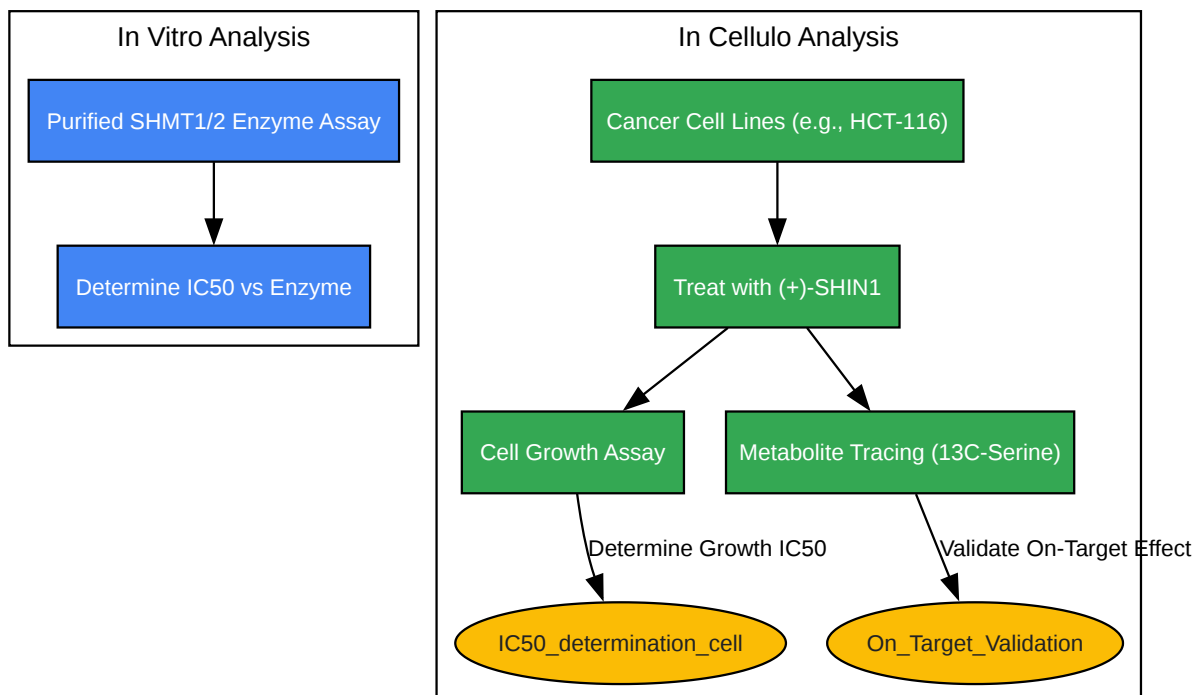 In Vitro Analysis
Purified SHMT1/2 Enzyme Assay
Determine IC50 vs Enzyme
In Cellulo Analysis
Cancer Cell Lines (e.g., HCT-116)
Treat with (+)-SHIN1
Cell Growth Assay
Metabolite Tracing (13C-Serine)
Determine Growth IC50
Validate On-Target Effect
IC50_determination_cell
On_Target_Validation